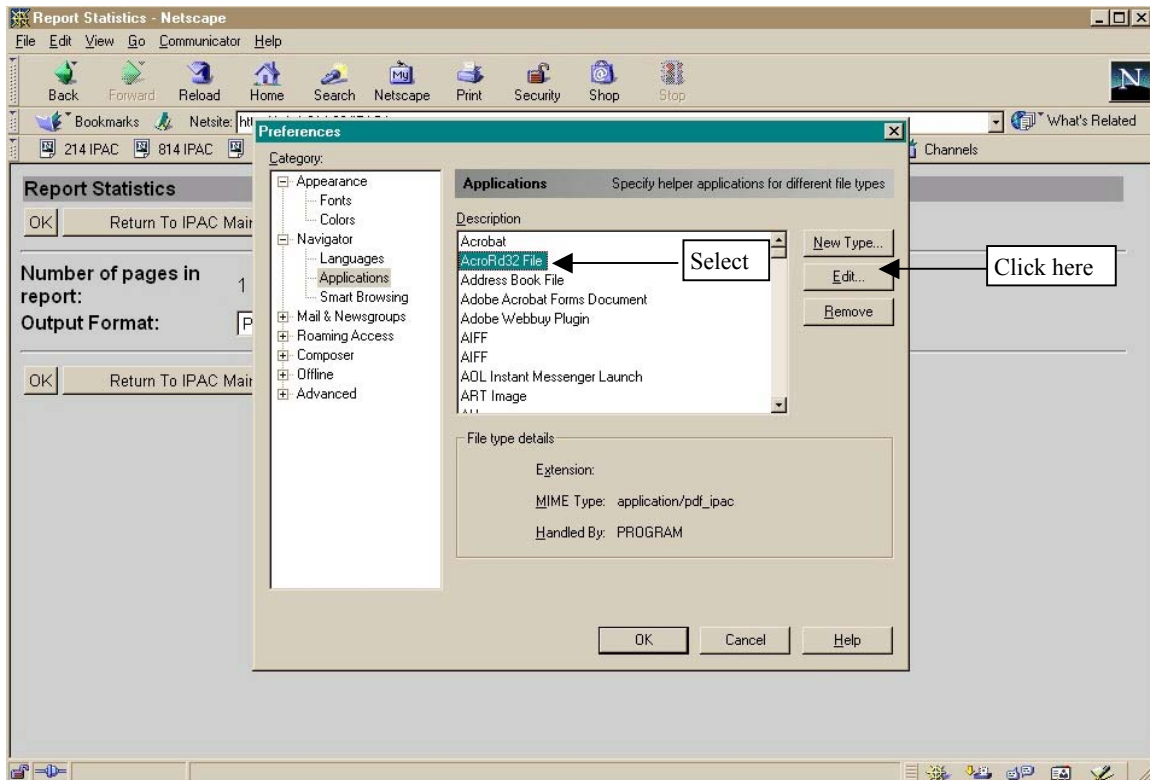 Report Statistics - Netscape
File Edit View Go Communicator Help
Back Forward Reload Home Search Netscape Print Security Shop Stop
My
N
Bookmarks Netsite: What's Related
214 IPAC 814 IPAC Channels
Report Statistics
OK Return To IPAC Main
Number of pages in report: 1
Output Format: P
OK Return To IPAC Main
Preferences
Category:
Appearance
Fonts
Colors
Navigator
Languages
Applications
Smart Browsing
Mail & Newsgroups
Roaming Access
Composer
Offline
Advanced
Applications Specify helper applications for different file types
Description
Acrobat
AcroRd32 File
Address Book File
Adobe Acrobat Forms Document
Adobe Webbuy Plugin
AIFF
AIFF
AOL Instant Messenger Launch
ART Image
Select
New Type...
Edit...
Remove
Click here
File type details
Extension:
MIME Type: application/pdf_ipac
Handled By: PROGRAM
OK Cancel Help